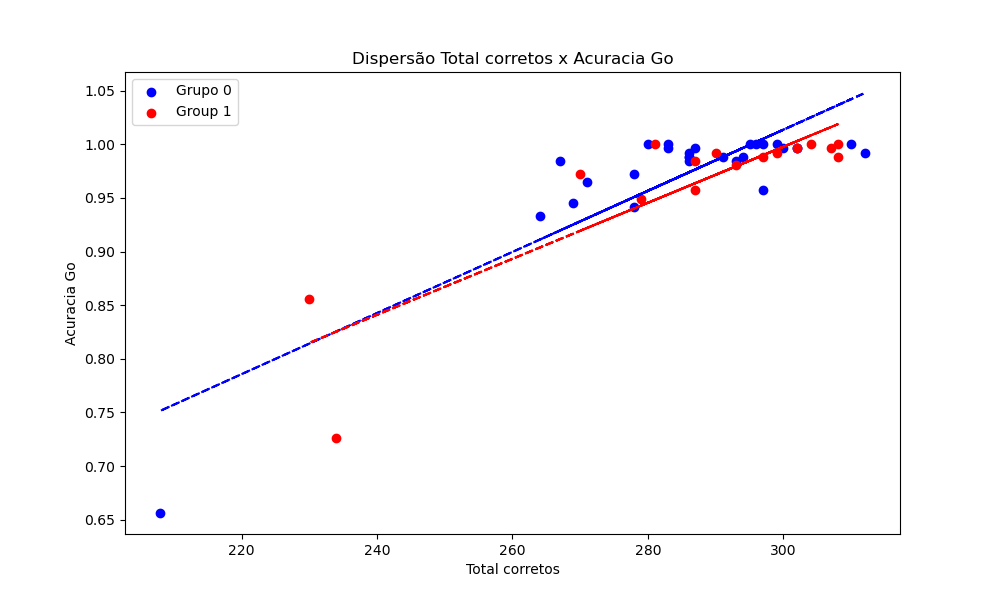 Dispersão Total corretos x Acuracia Go
Grupo 0
Group 1
Acuracia Go
1.05
1.00
0.95
0.90
0.85
0.80
0.75
0.70
0.65
220 240 260 280 300
Total corretos